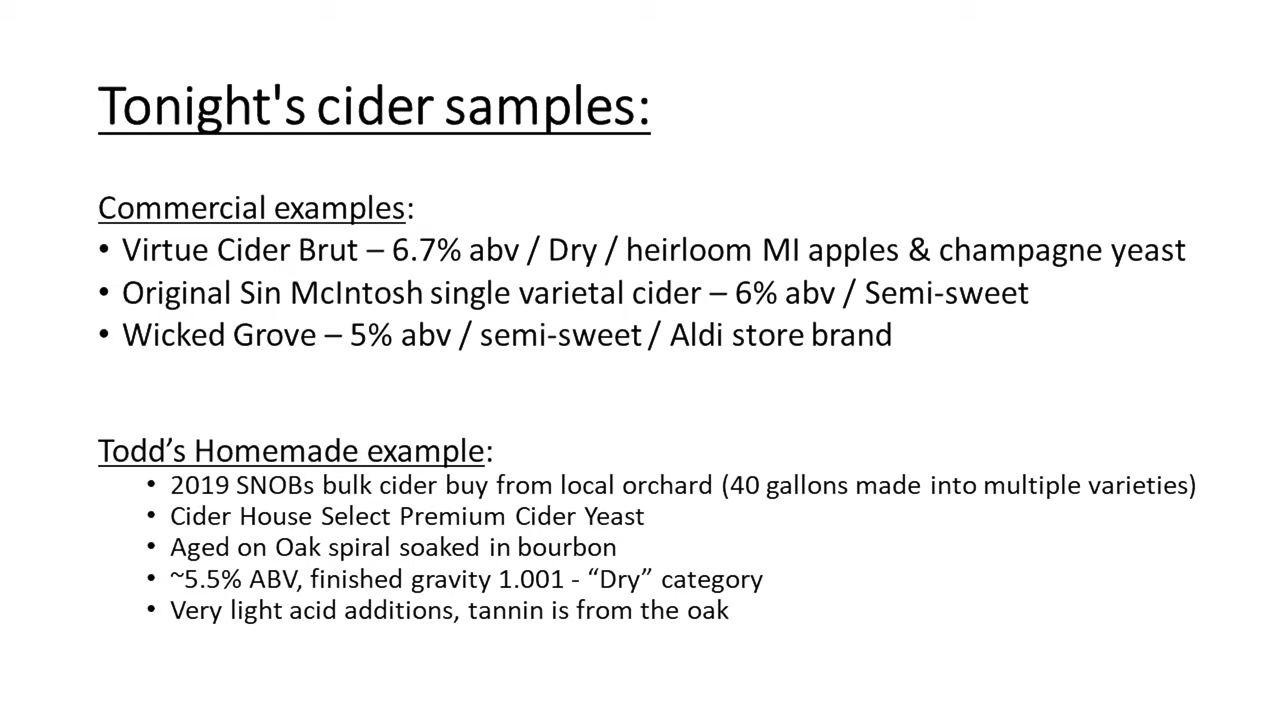 Tonight's cider samples:
Commercial examples:
• Virtue Cider Brut – 6.7% abv / Dry / heirloom MI apples & champagne yeast
• Original Sin McIntosh single varietal cider – 6% abv / Semi-sweet
• Wicked Grove – 5% abv / semi-sweet / Aldi store brand
Todd’s Homemade example:
• 2019 SNOBs bulk cider buy from local orchard (40 gallons made into multiple varieties)
• Cider House Select Premium Cider Yeast
• Aged on Oak spiral soaked in bourbon
• ~5.5% ABV, finished gravity 1.001 - “Dry” category
• Very light acid additions, tannin is from the oak